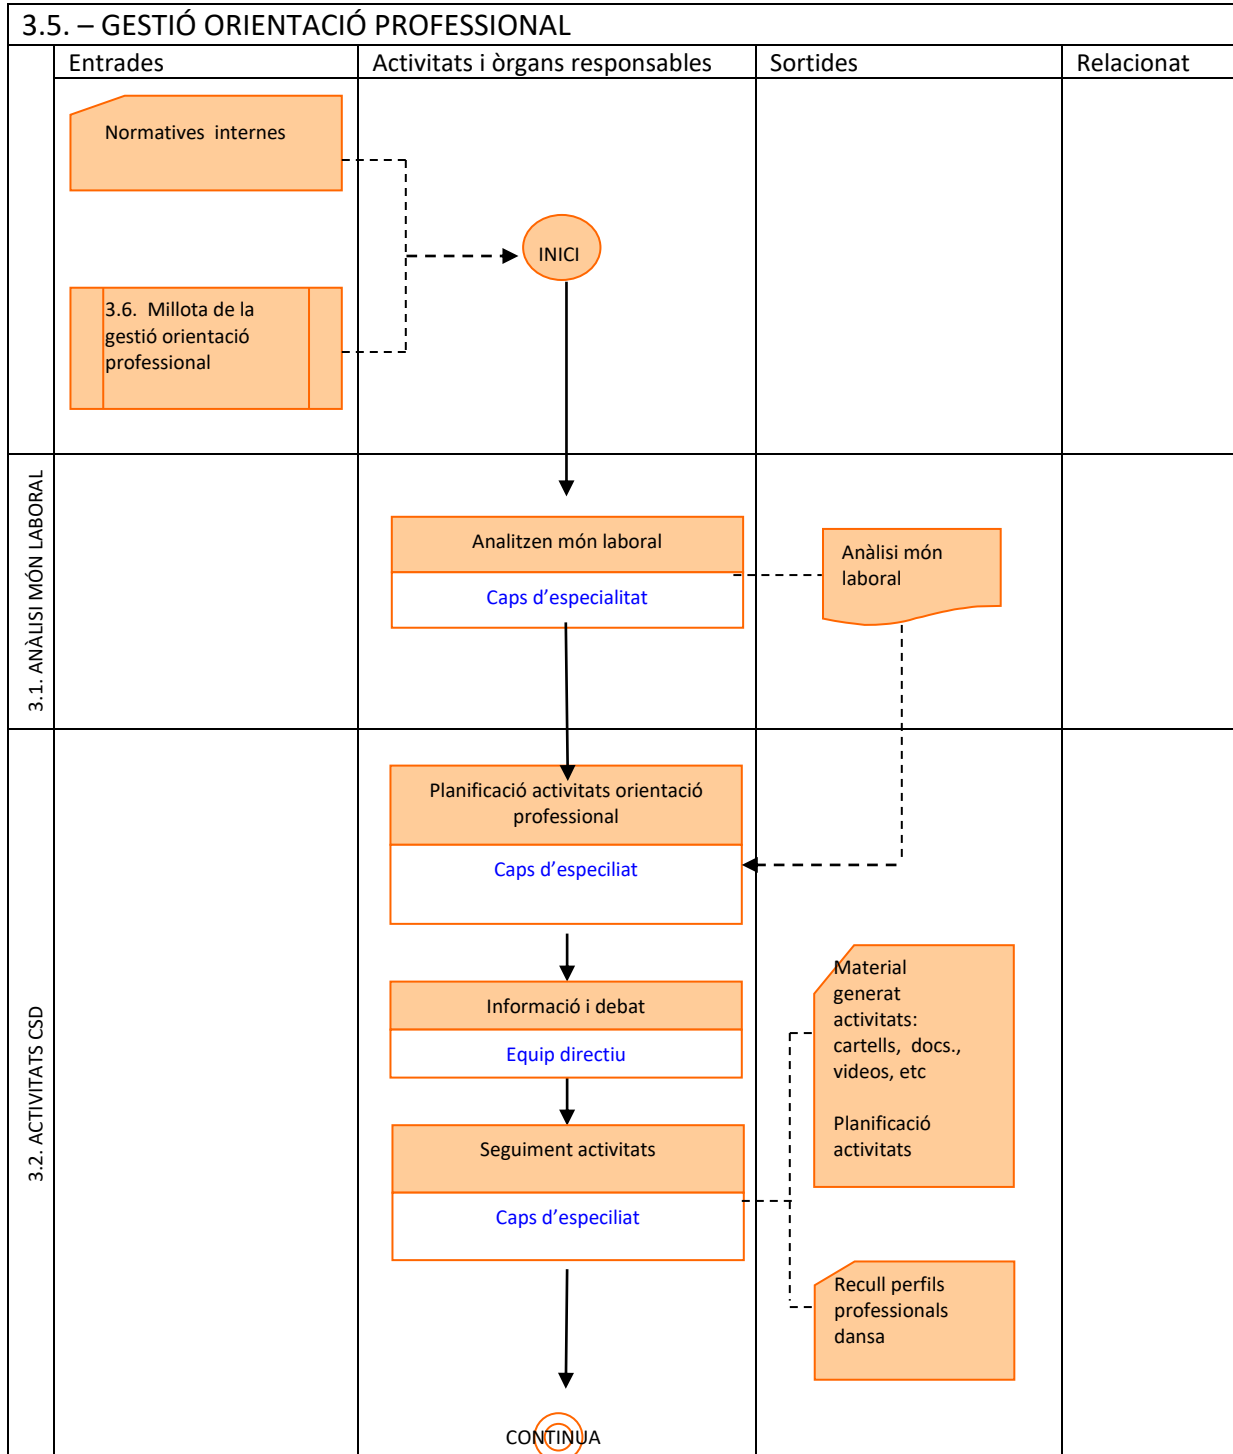 3.5. – GESTIÓ ORIENTACIÓ PROFESSIONAL
Entrades
Activitats i òrgans responsables
Sortides
Relacionat
Normatives internes
INICI
3.6. Millota de la
gestió orientació
professional
3.1. ANÀLISI MÓN LABORAL
Analitzen món laboral
Caps d’especialitat
Anàlisi món
laboral
3.2. ACTIVITATS CSD
Planificació activitats orientació
professional
Caps d’especiliat
Informació i debat
Equip directiu
Material
generat
activitats:
cartells, docs.,
videos, etc
Planificació
activitats
Seguiment activitats
Caps d’especiliat
Recull perfils
professionals
dansa
CONTINUA